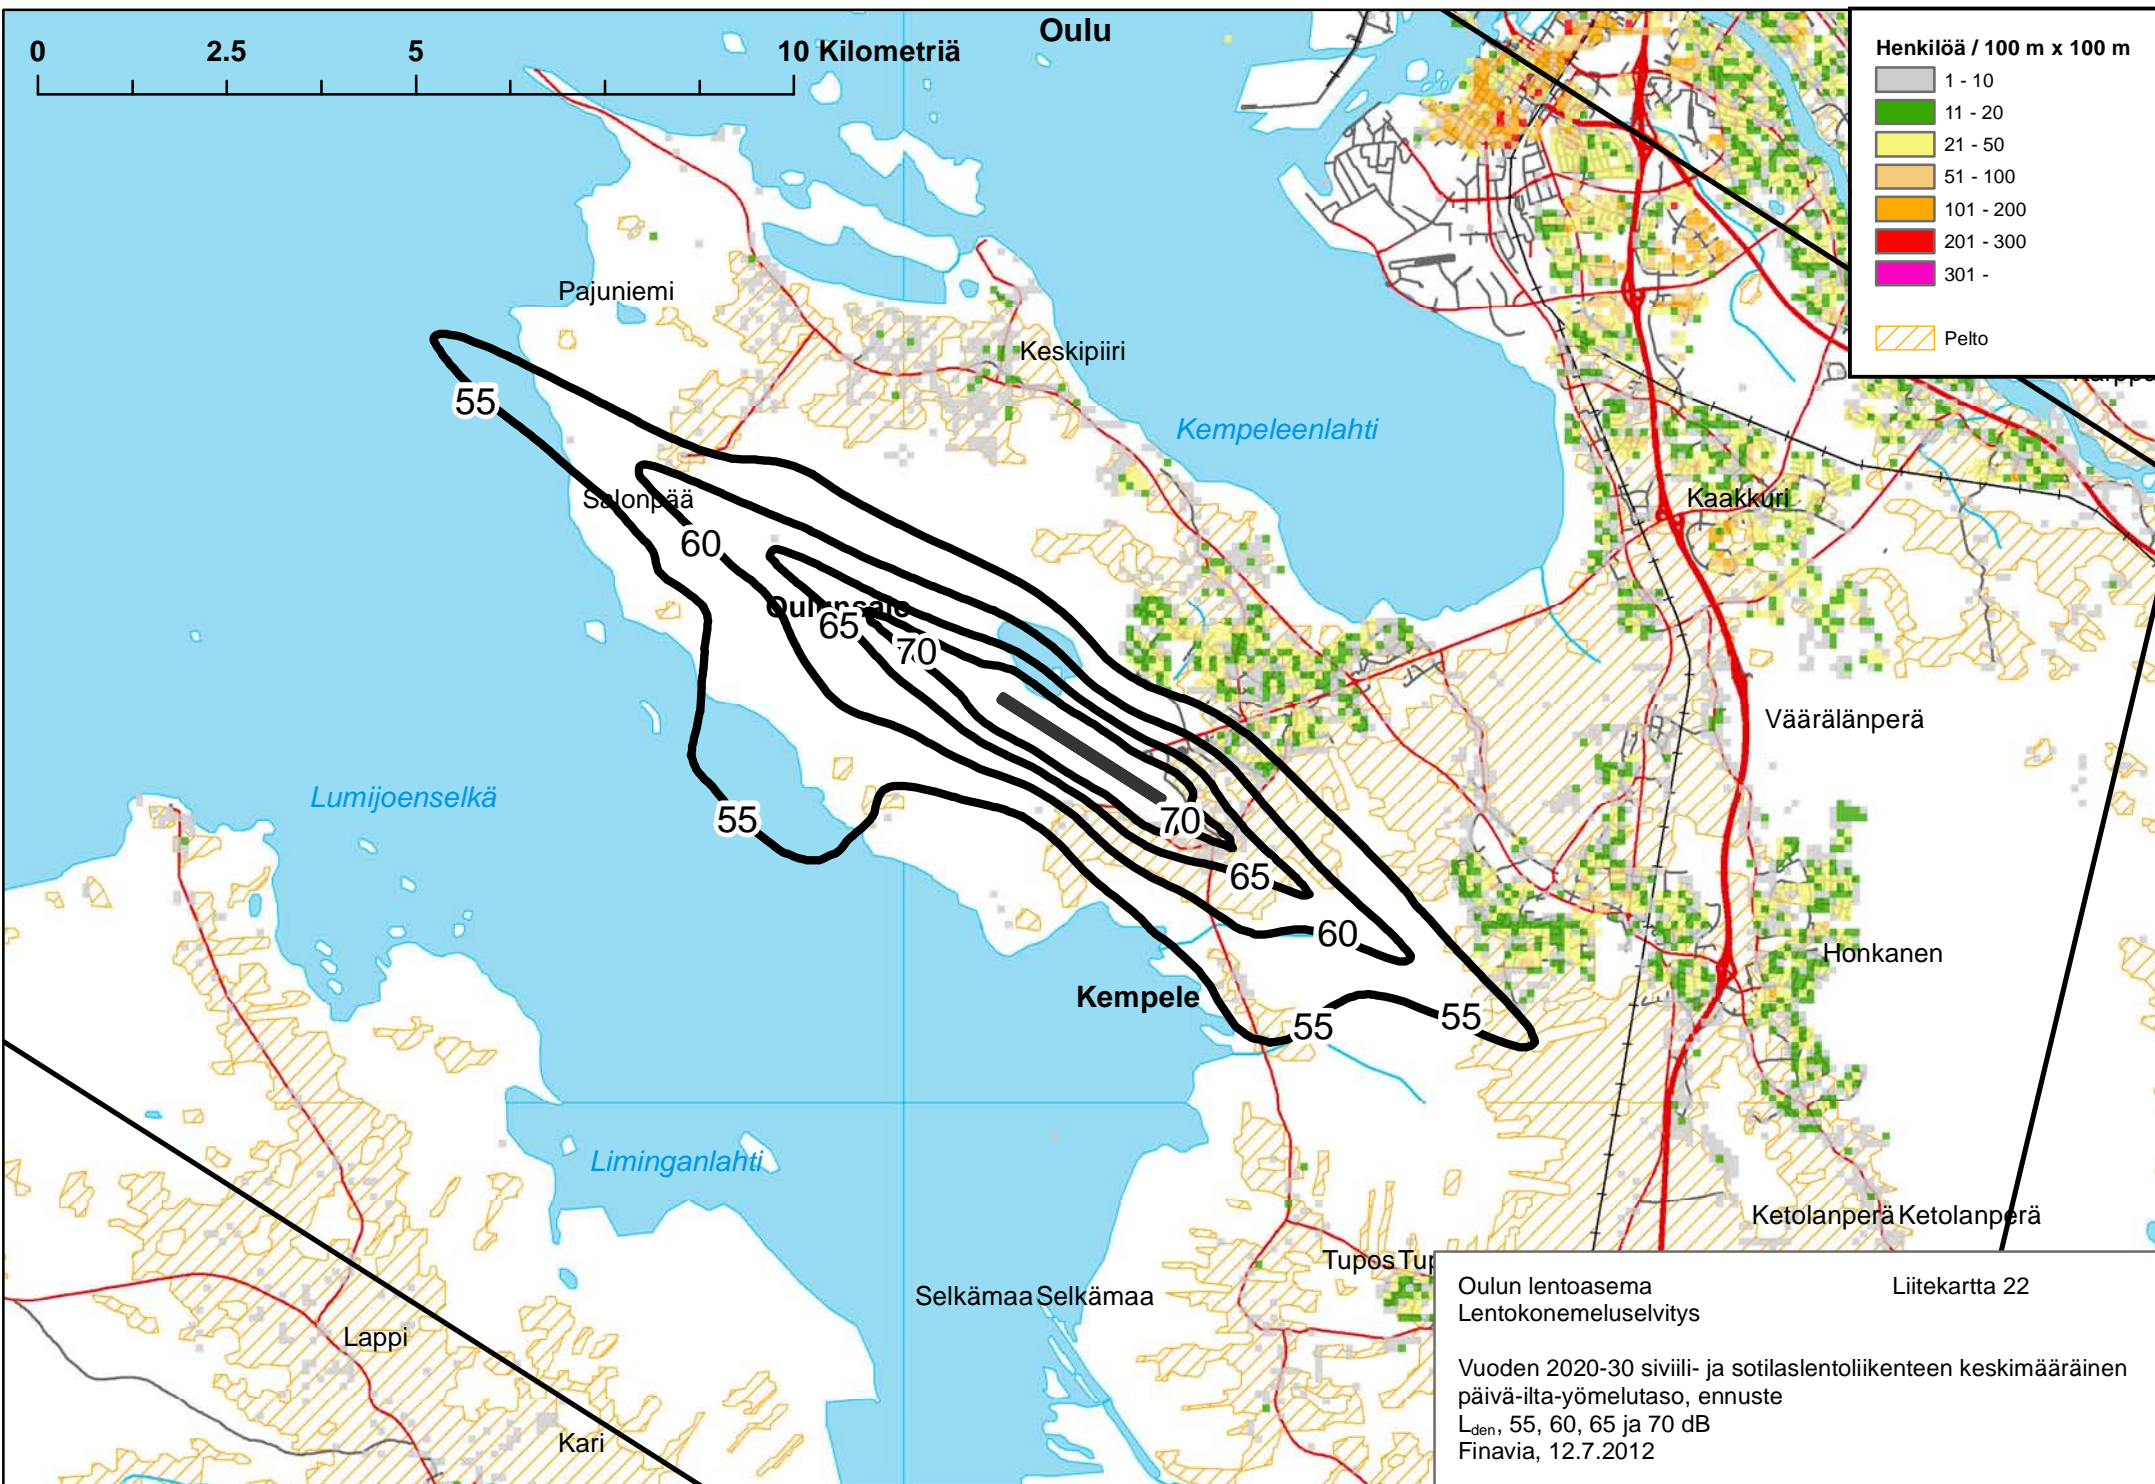 0 2.5 5 10 Kilometriä
Oulu
Henkilöä / 100 m x 100 m
1 - 10
11 - 20
21 - 50
51 - 100
101 - 200
201 - 300
301 -
Pelto
Pajuniemi
Keskipiiri
55
Kempeleenlahti
Salonpää
Kaakkuri
60
Oulunsalo
65
70
Väärälänperä
Lumijoenselkä
55
70
65
60
Honkanen
Kempele
55
55
Liminganlahti
Ketolanperä Ketolanperä
Tupos
Selkämaa Selkämaa
Lappi
Kari
Oulun lentoasema Liitekartta 22
Lentokonemeluselvitys
Vuoden 2020-30 siviili- ja sotilaslentoliikenteen keskimääräinen
päivä-ilta-yömelutaso, ennuste
Lden, 55, 60, 65 ja 70 dB
Finavia, 12.7.2012